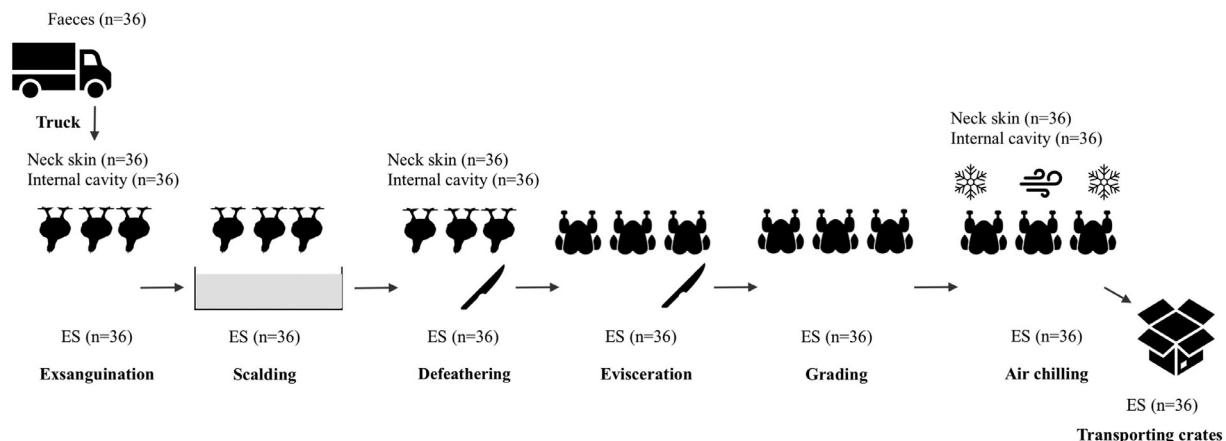 Faeces (n=36)
Truck
Neck skin (n=36)
Internal cavity (n=36)
Neck skin (n=36)
Internal cavity (n=36)
Neck skin (n=36)
Internal cavity (n=36)
ES (n=36)
ES (n=36)
ES (n=36)
ES (n=36)
ES (n=36)
ES (n=36)
Exsanguination
Scalding
Defeathering
Evisceration
Grading
Air chilling
ES (n=36)
Transporting crates